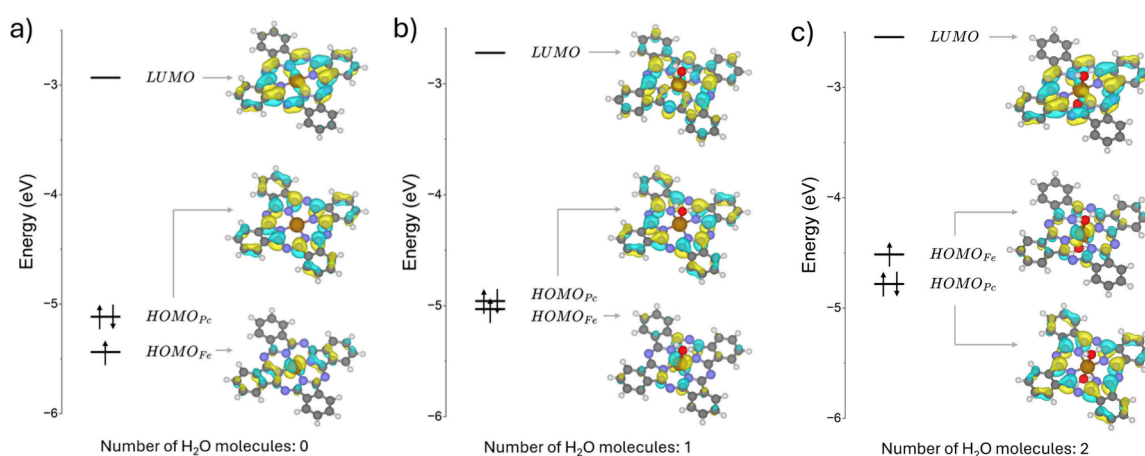 a)
Energy (eV)
−3
−4
−5
−6
LUMO
HOMO_Pc
HOMO_Fe
Number of H₂O molecules: 0
b)
Energy (eV)
−3
−4
−5
−6
LUMO
HOMO_Pc
HOMO_Fe
Number of H₂O molecules: 1
c)
Energy (eV)
−3
−4
−5
−6
LUMO
HOMO_Fe
HOMO_Pc
Number of H₂O molecules: 2